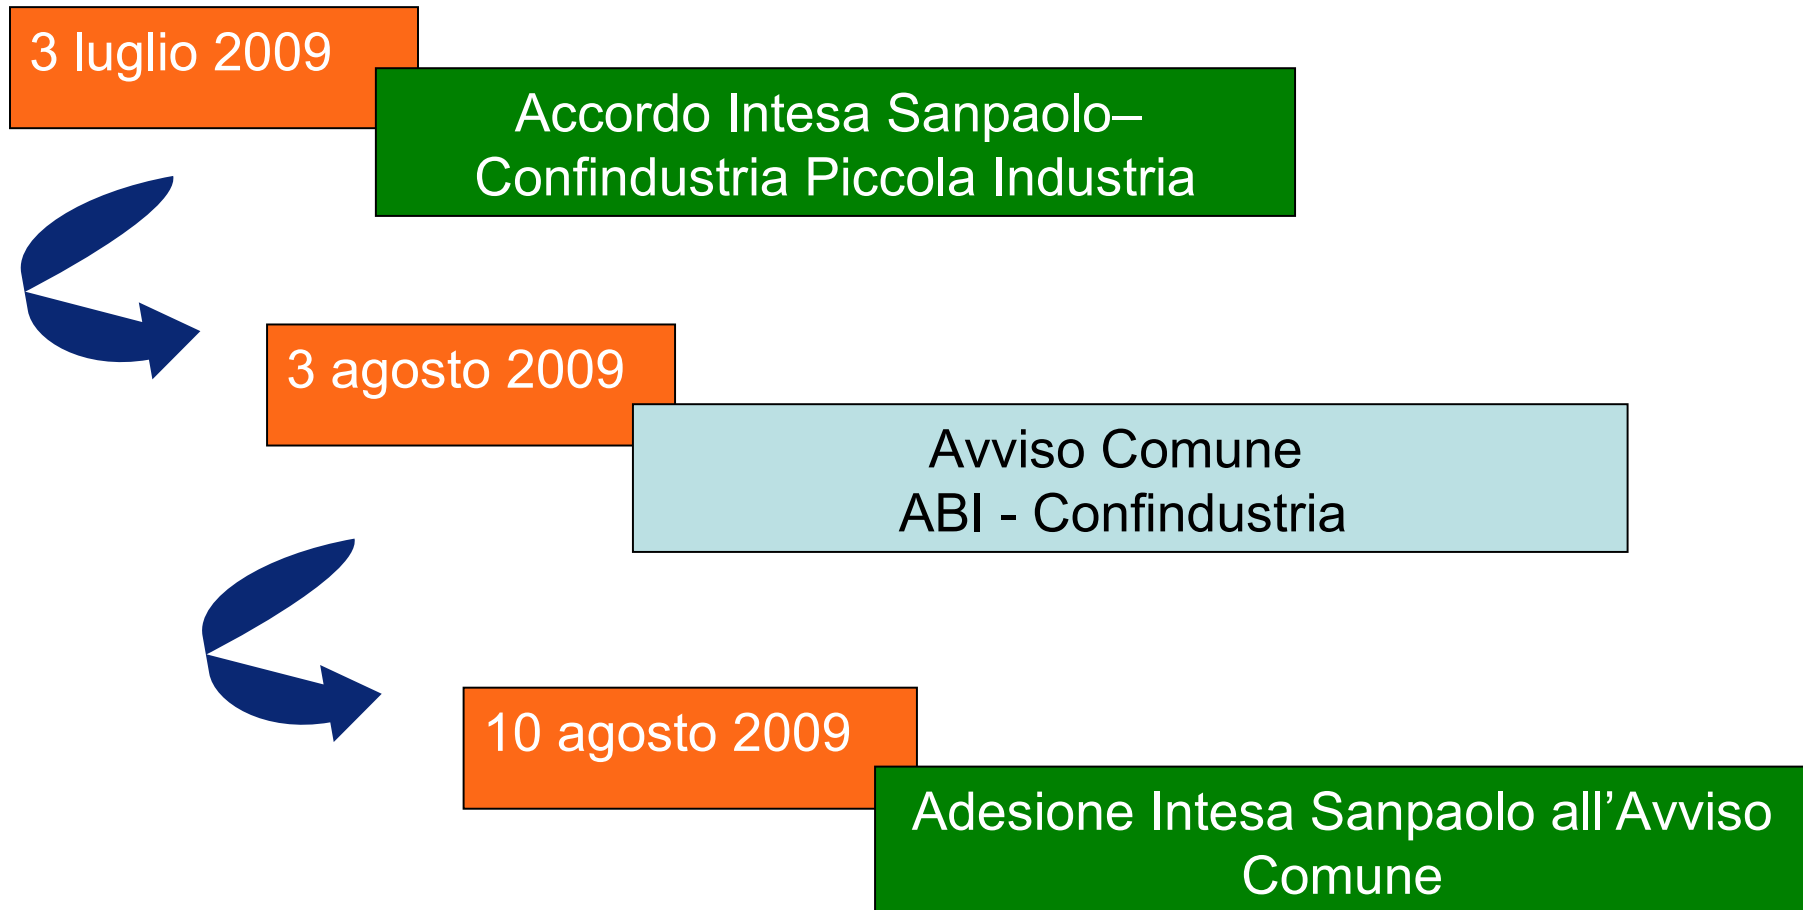 3 luglio 2009
Accordo Intesa Sanpaolo–
Confindustria Piccola Industria
3 agosto 2009
Avviso Comune
ABI - Confindustria
10 agosto 2009
Adesione Intesa Sanpaolo all’Avviso
Comune